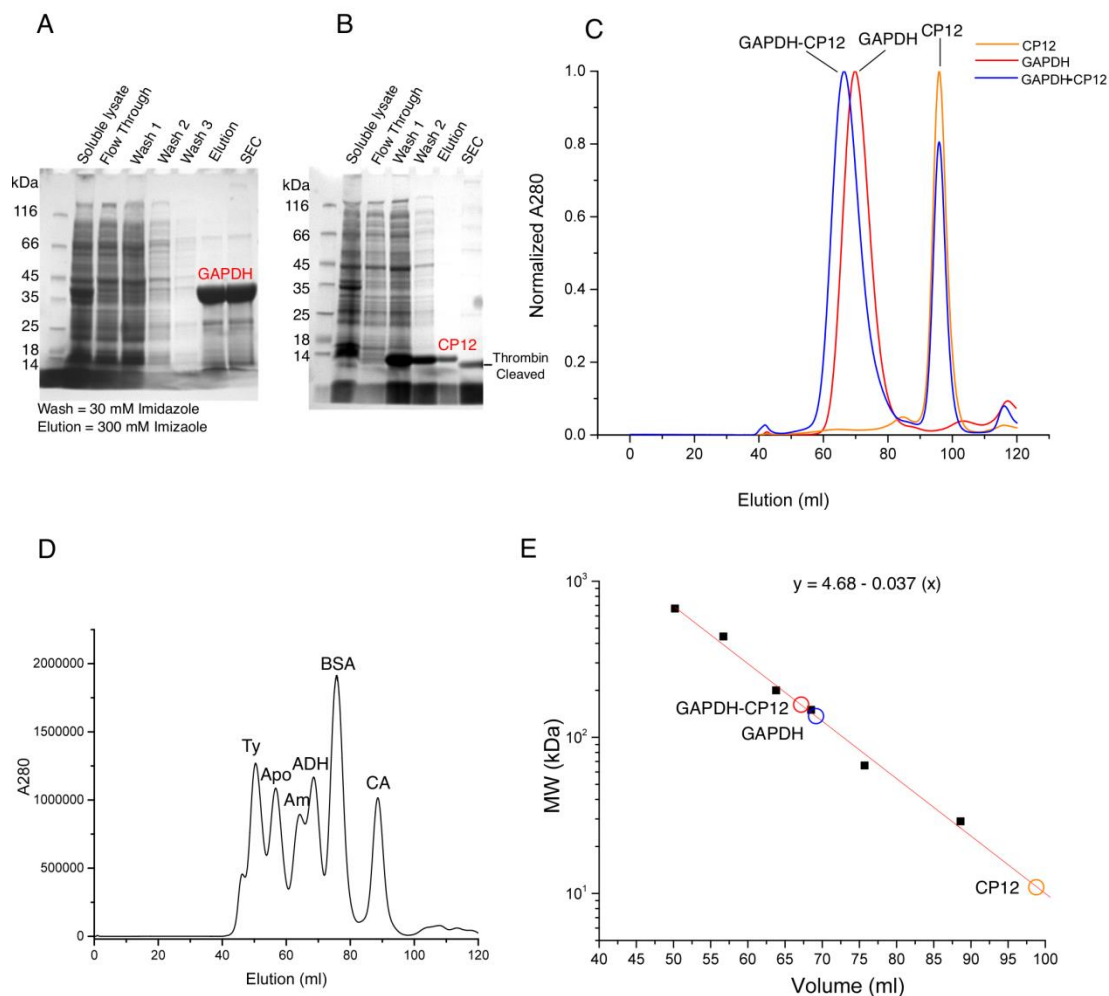 A
Soluble lysate
Flow Through
Wash 1
Wash 2
Wash 3
Elution
SEC
kDa
116
66
45
35
25
18
14
GAPDH
Wash = 30 mM Imidazole
Elution = 300 mM Imizaole
B
Soluble lysate
Flow Through
Wash 1
Wash 2
Elution
SEC
kDa
116
66
45
35
25
18
14
CP12
Thrombin
Cleaved
C
GAPDH-CP12
GAPDH
CP12
CP12
GAPDH
GAPDH-CP12
1.0
0.8
0.6
0.4
0.2
0.0
Normalized A280
0 20 40 60 80 100 120
Elution (ml)
D
2000000
1500000
1000000
500000
0
A280
Ty
Apo
Am
ADH
BSA
CA
0 20 40 60 80 100 120
Elution (ml)
E
y = 4.68 - 0.037 (x)
10³
10²
10¹
MW (kDa)
GAPDH-CP12
GAPDH
CP12
40 45 50 55 60 65 70 75 80 85 90 95 100
Volume (ml)